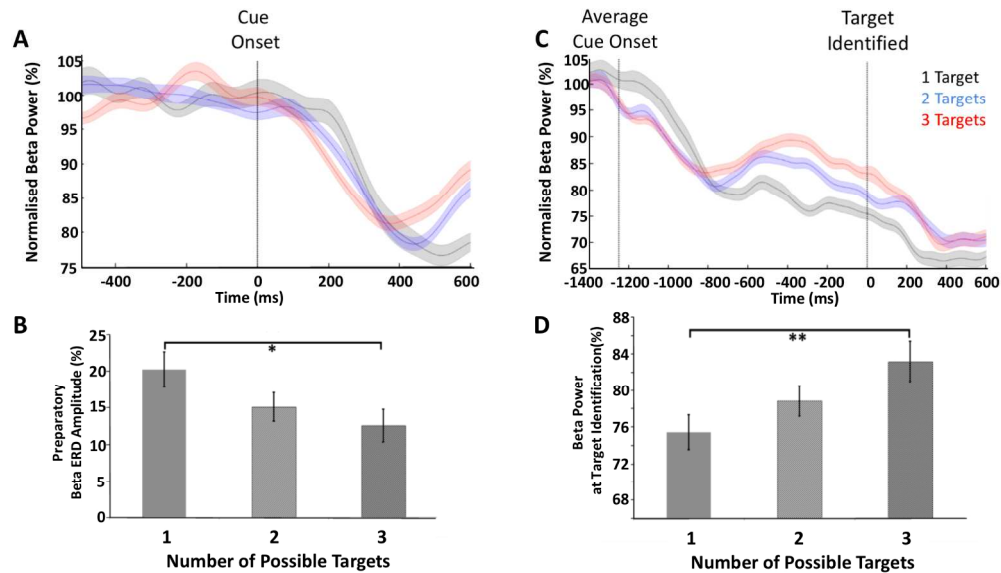 A
Cue
Onset
Normalised Beta Power (%)
105
100
95
90
85
80
75
-400
-200
0
200
400
600
Time (ms)
C
Average
Cue Onset
Target
Identified
Normalised Beta Power (%)
105
100
95
90
85
80
75
70
65
-1400
-1200
-1000
-800
-600
-400
-200
0
200
400
600
Time (ms)
1 Target
2 Targets
3 Targets
B
Preparatory
Beta ERD Amplitude (%)
25
20
15
10
5
0
*
1
2
3
Number of Possible Targets
D
Beta Power
at Target Identification(%)
88
84
80
76
72
68
**
1
2
3
Number of Possible Targets